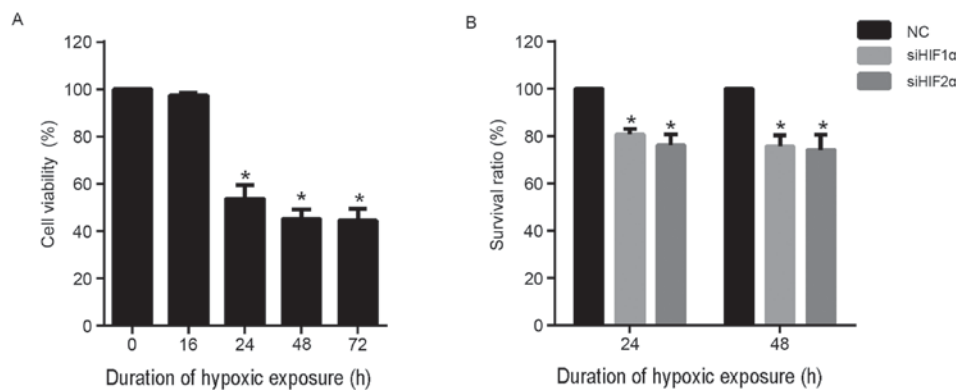 A
Cell viability (%)
120
100
80
60
40
20
0
*
*
*
0 16 24 48 72
Duration of hypoxic exposure (h)
B
Survival ratio (%)
120
100
80
60
40
20
0
* *
* *
24 48
Duration of hypoxic exposure (h)
NC
siHIF1α
siHIF2α